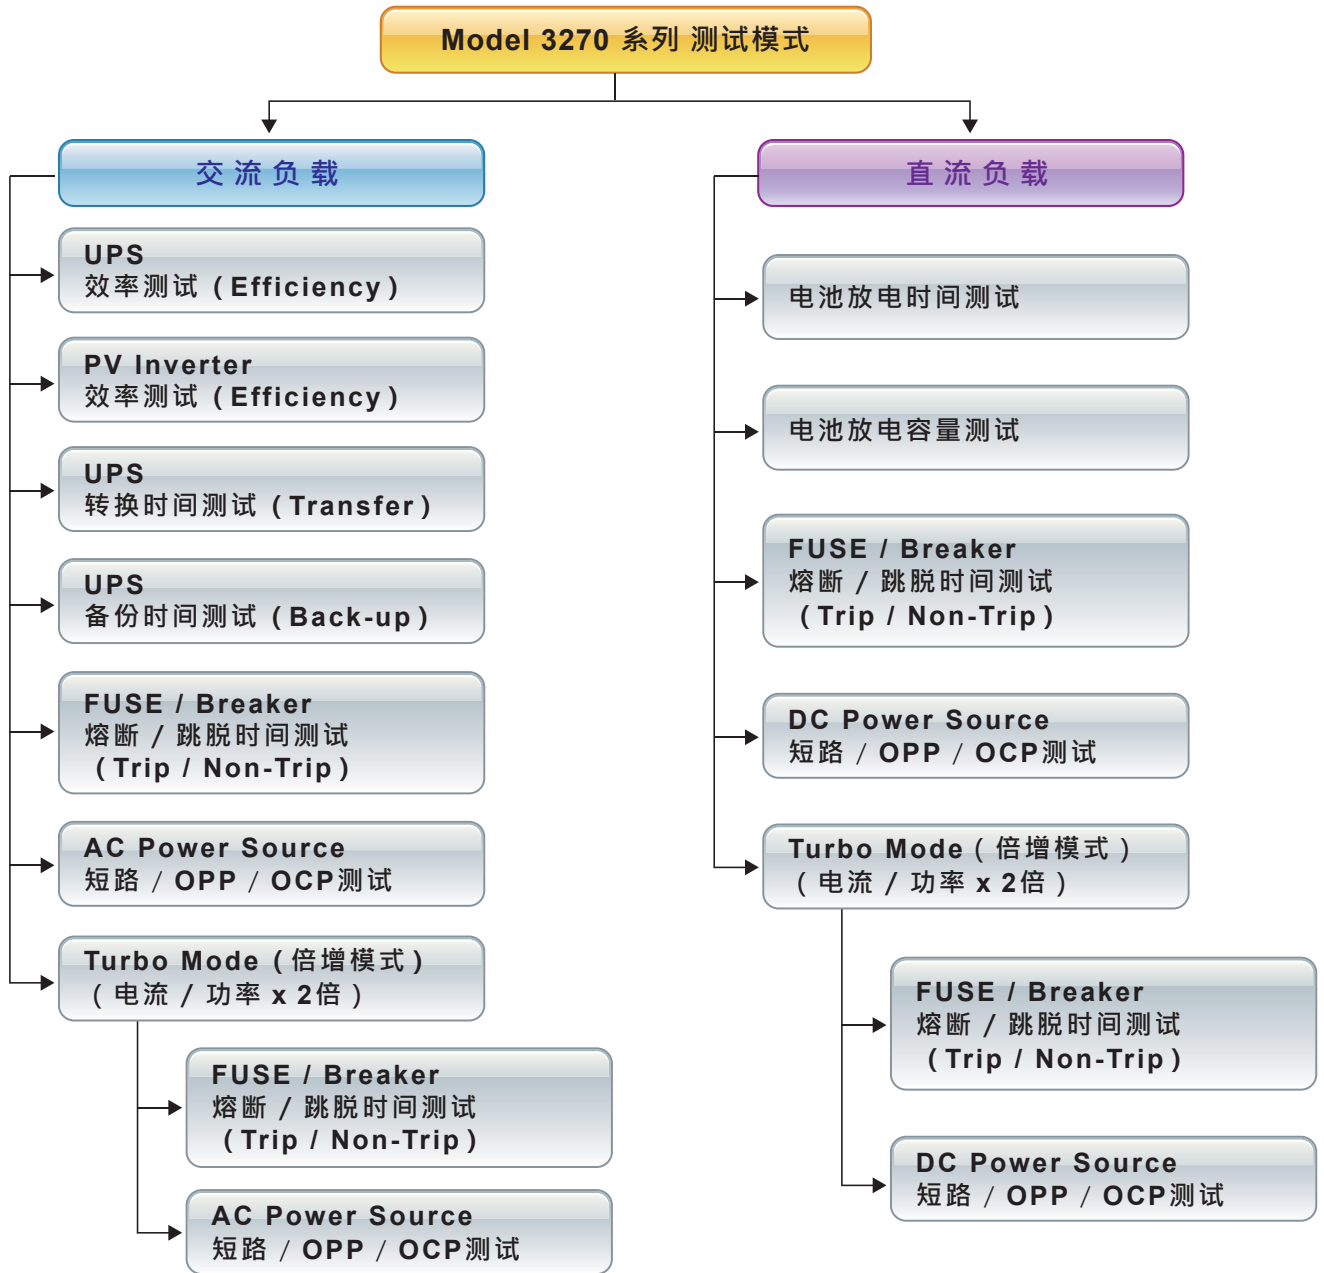 Model 3270 系列 测试模式
交流负载
UPS
效率测试 (Efficiency)
PV Inverter
效率测试 (Efficiency)
UPS
转换时间测试 (Transfer)
UPS
备份时间测试 (Back-up)
FUSE / Breaker
熔断 / 跳脱时间测试
(Trip / Non-Trip)
AC Power Source
短路 / OPP / OCP测试
Turbo Mode (倍增模式)
(电流 / 功率 x 2倍)
FUSE / Breaker
熔断 / 跳脱时间测试
(Trip / Non-Trip)
AC Power Source
短路 / OPP / OCP测试
直流负载
电池放电时间测试
电池放电容量测试
FUSE / Breaker
熔断 / 跳脱时间测试
(Trip / Non-Trip)
DC Power Source
短路 / OPP / OCP测试
Turbo Mode (倍增模式)
(电流 / 功率 x 2倍)
FUSE / Breaker
熔断 / 跳脱时间测试
(Trip / Non-Trip)
DC Power Source
短路 / OPP / OCP测试